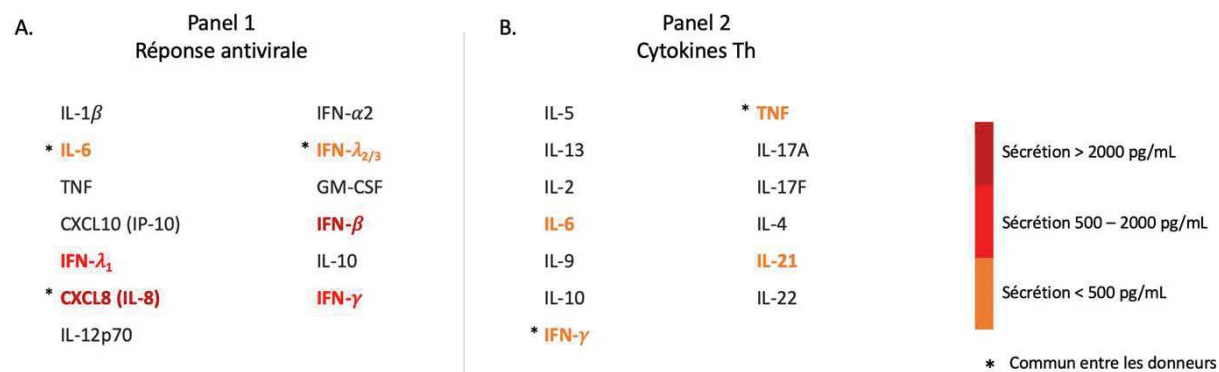 A.
Panel 1
Réponse antivirale
IL-1β
* IL-6
TNF
CXCL10 (IP-10)
IFN-λ₁
* CXCL8 (IL-8)
IL-12p70
IFN-α2
* IFN-λ₂/₃
GM-CSF
IFN-β
IL-10
IFN-γ
B.
Panel 2
Cytokines Th
IL-5
IL-13
IL-2
IL-6
IL-9
IL-10
* IFN-γ
* TNF
IL-17A
IL-17F
IL-4
IL-21
IL-22
Sécrétion > 2000 pg/mL
Sécrétion 500 – 2000 pg/mL
Sécrétion < 500 pg/mL
* Commun entre les donneurs